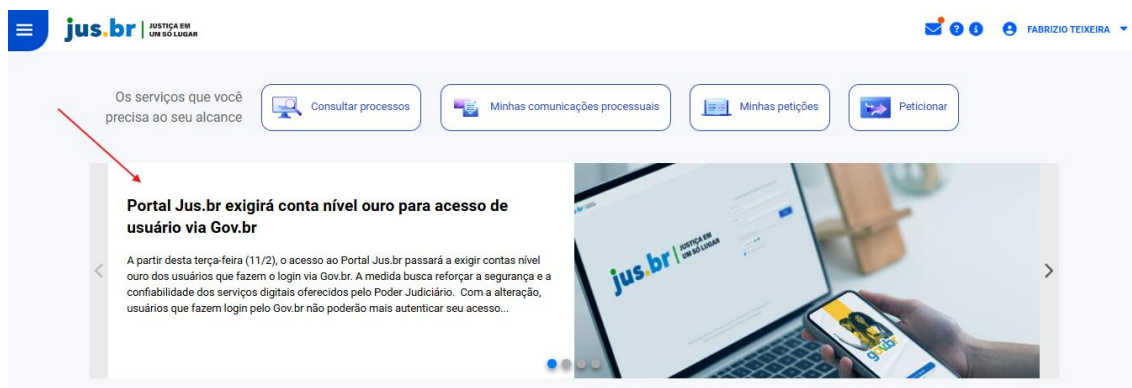 jus.br | JUSTIÇA EM
UM SÓ LUGAR
FABRIZIO TEIXEIRA
Os serviços que você
precisa ao seu alcance
Consultar processos
Minhas comunicações processuais
Minhas petições
Peticionar
Portal Jus.br exigirá conta nível ouro para acesso de
usuário via Gov.br
A partir desta terça-feira (11/2), o acesso ao Portal Jus.br passará a exigir contas nível
ouro dos usuários que fazem o login via Gov.br. A medida busca reforçar a segurança e a
confiabilidade dos serviços digitais oferecidos pelo Poder Judiciário. Com a alteração,
usuários que fazem login pelo Gov.br não poderão mais autenticar seu acesso...
jus.br | JUSTIÇA EM
UM SÓ LUGAR
govbr